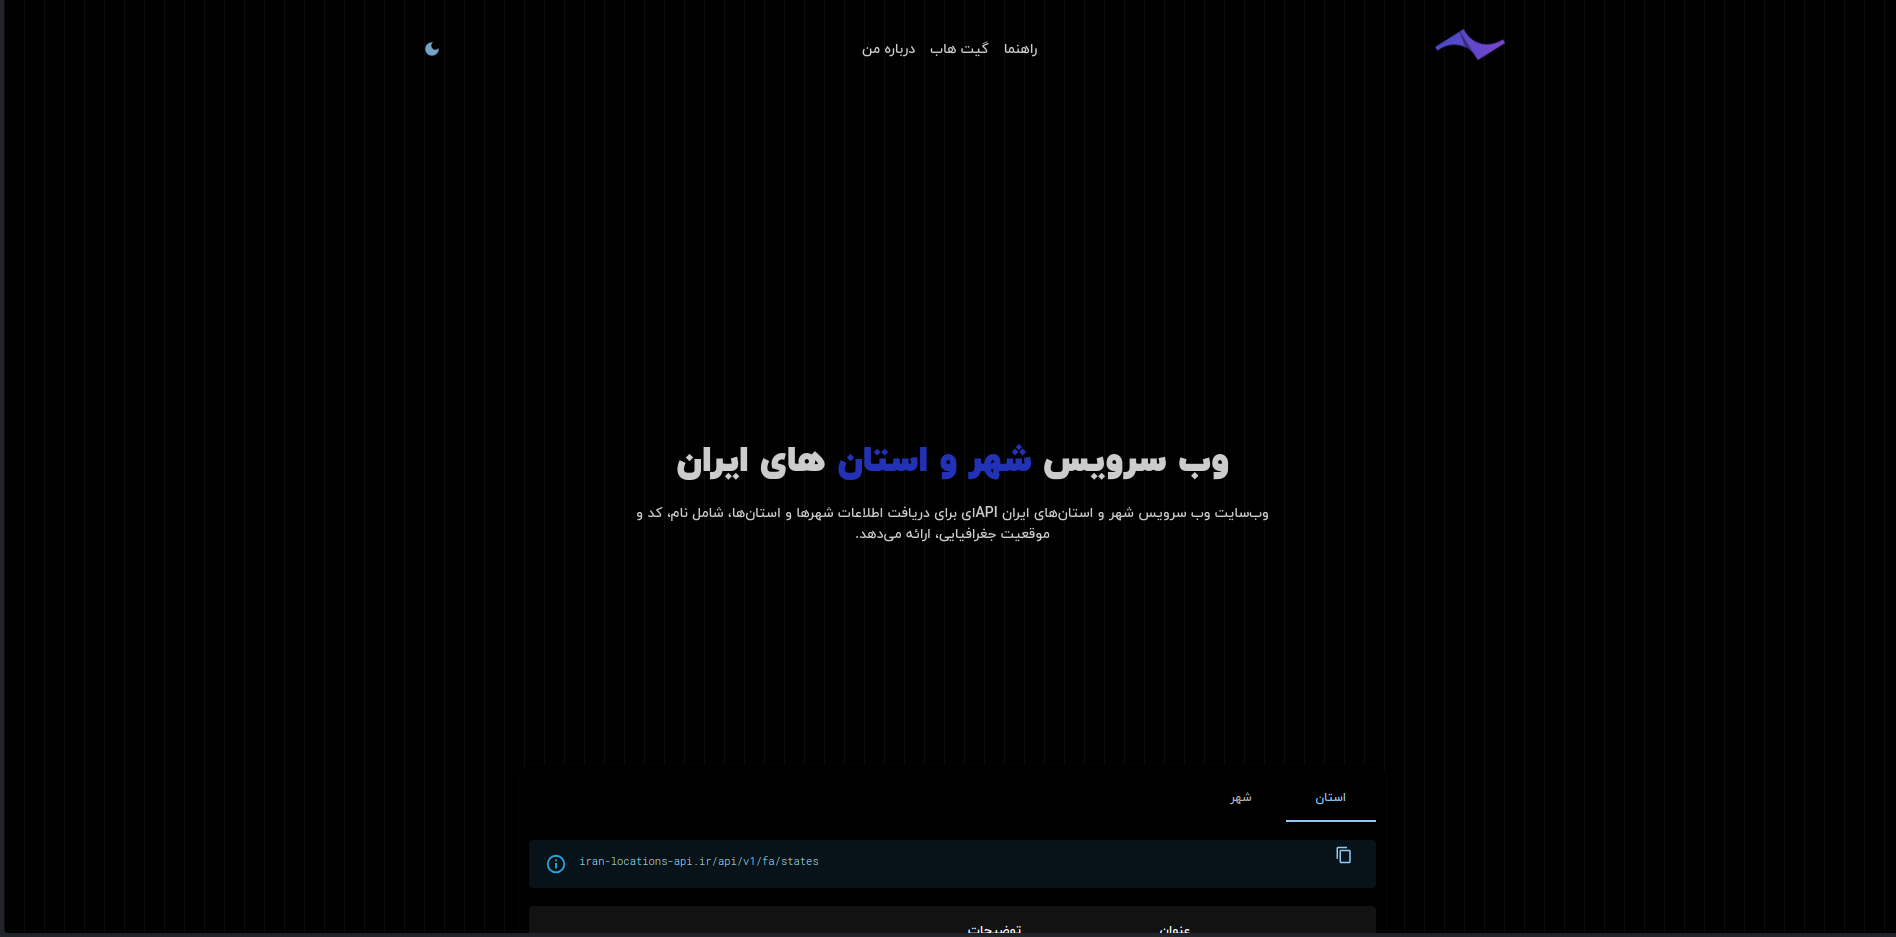 راهنما
گیت هاب
درباره من
وب سرویس شهر و استان های ایران
وب‌سایت وب سرویس شهر و استان‌های ایران APIای برای دریافت اطلاعات شهرها و استان‌ها، شامل نام، کد و
موقعیت جغرافیایی، ارائه می‌دهد.
استان
شهر
iran-locations-api.ir/api/v1/fa/states
عنوان
توضیحات